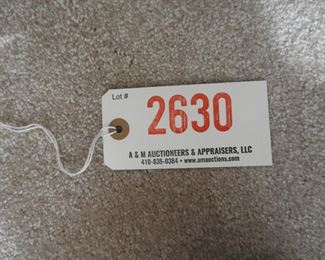 Lot #
2630
A & M AUCTIONEERS & APPRAISERS, LLC
410-835-0384 • www.amauctions.com